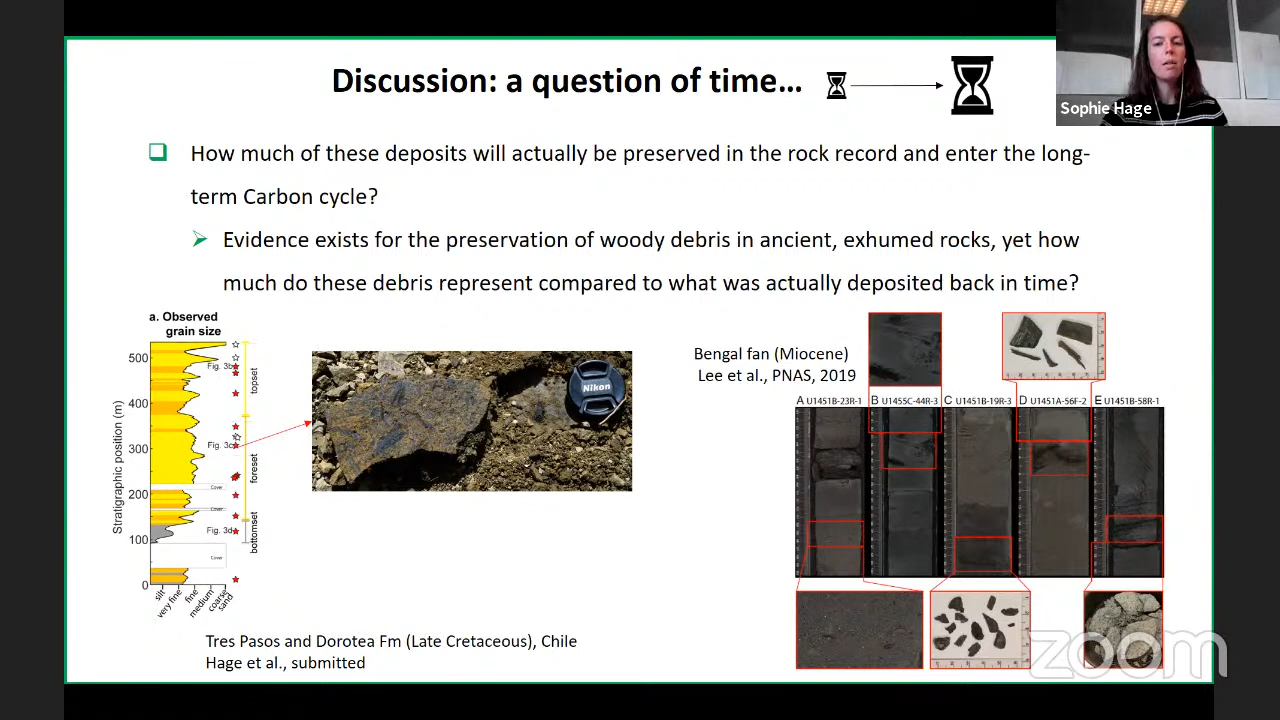 Discussion: a question of time...
Sophie Hage
How much of these deposits will actually be preserved in the rock record and enter the long-
term Carbon cycle?
Evidence exists for the preservation of woody debris in ancient, exhumed rocks, yet how
much do these debris represent compared to what was actually deposited back in time?
a. Observed
grain size
Stratigraphic position (m)
500
400
300
200
100
0
Fig. 3b
Fig. 3c
Cover
Cover
Fig. 3d
Cover
topset
foreset
bottomset
silt
very fine
fine
medium
coarse
sand
Nikon
Tres Pasos and Dorotea Fm (Late Cretaceous), Chile
Hage et al., submitted
Bengal fan (Miocene)
Lee et al., PNAS, 2019
A U1451B-23R-1
B U1455C-44R-3
C U1451B-19R-3
D U1451A-56F-2
E U1451B-58R-1
zoom